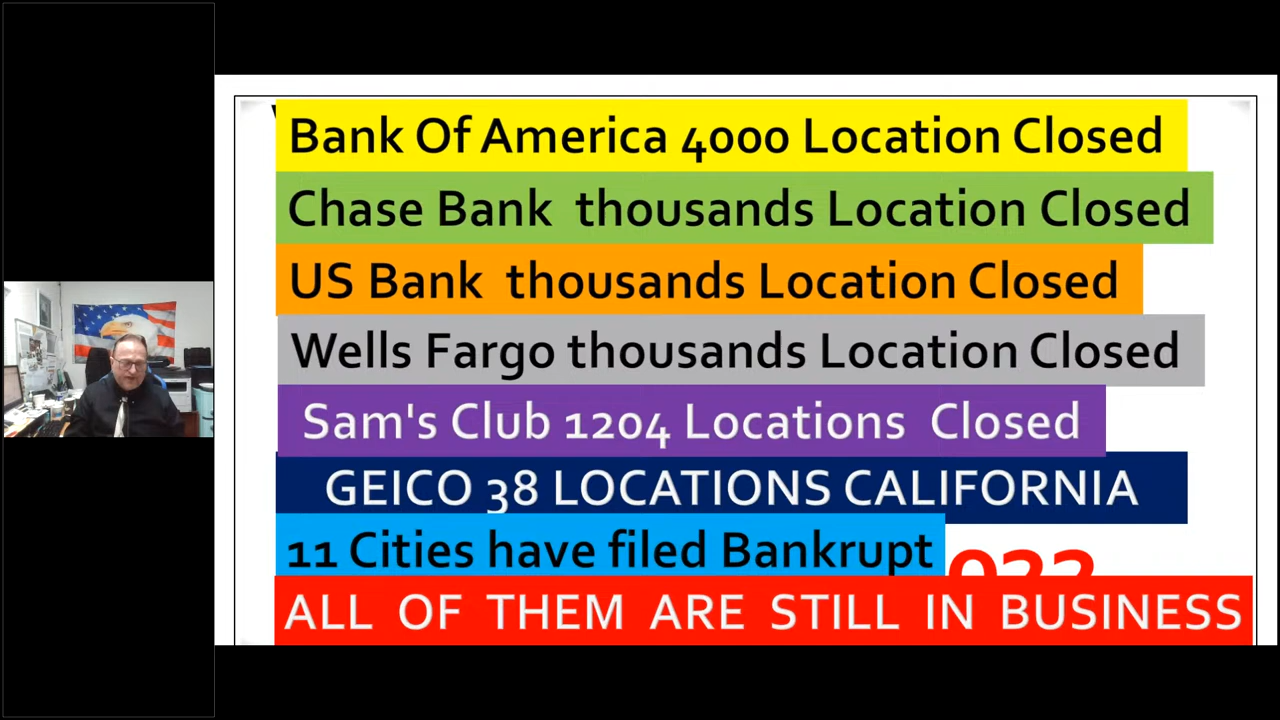 Bank Of America 4000 Location Closed
Chase Bank thousands Location Closed
US Bank thousands Location Closed
Wells Fargo thousands Location Closed
Sam's Club 1204 Locations Closed
GEICO 38 LOCATIONS CALIFORNIA
11 Cities have filed Bankrupt
ALL OF THEM ARE STILL IN BUSINESS